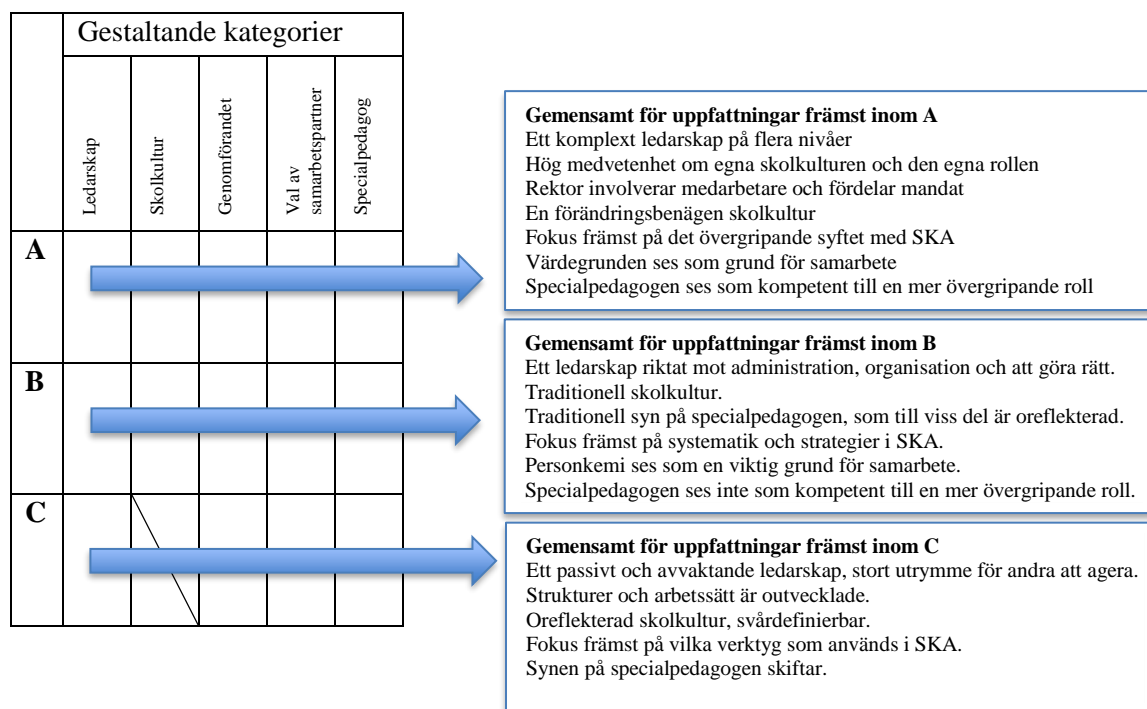 Gestaltande kategorier
Ledarskap
Skolkultur
Genomförandet
Val av
samarbetspartner
Specialpedagog
A
Gemensamt för uppfattningar främst inom A
Ett komplext ledarskap på flera nivåer
Hög medvetenhet om egna skolkulturen och den egna rollen
Rektor involverar medarbetare och fördelar mandat
En förändringsbenägen skolkultur
Fokus främst på det övergripande syftet med SKA
Värdegrunden ses som grund för samarbete
Specialpedagogen ses som kompetent till en mer övergripande roll
B
Gemensamt för uppfattningar främst inom B
Ett ledarskap riktat mot administration, organisation och att göra rätt.
Traditionell skolkultur.
Traditionell syn på specialpedagogen, som till viss del är oreflekterad.
Fokus främst på systematik och strategier i SKA.
Personkemi ses som en viktig grund för samarbete.
Specialpedagogen ses inte som kompetent till en mer övergripande roll.
C
Gemensamt för uppfattningar främst inom C
Ett passivt och avvaktande ledarskap, stort utrymme för andra att agera.
Strukturer och arbetssätt är outvecklade.
Oreflekterad skolkultur, svårdefinierbar.
Fokus främst på vilka verktyg som används i SKA.
Synen på specialpedagogen skiftar.